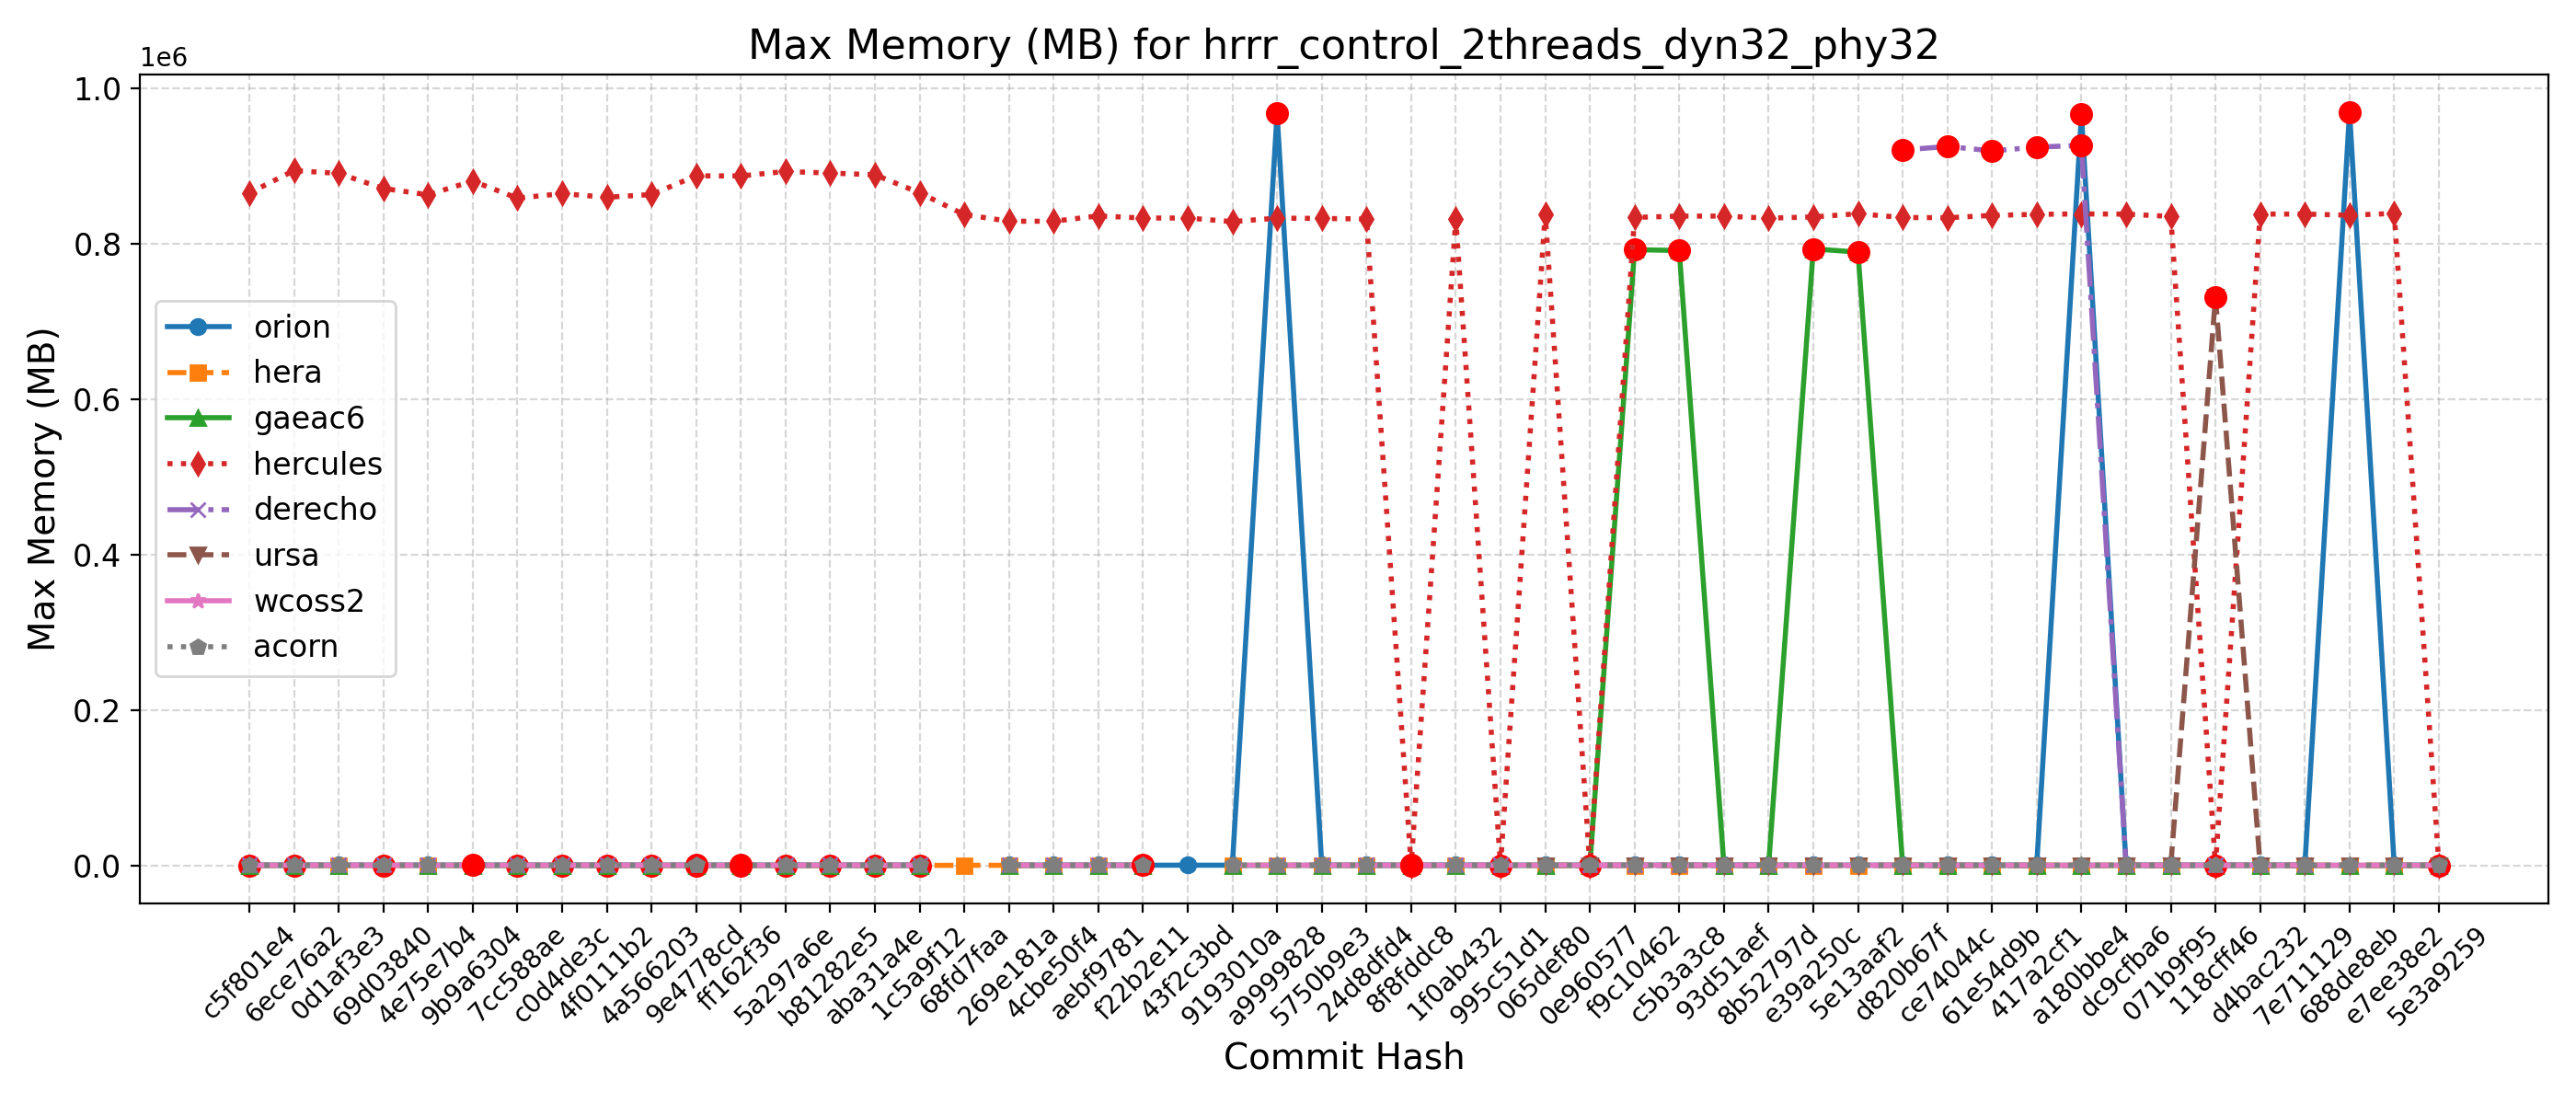 Max Memory (MB) for hrrr_control_2threads_dyn32_phy32
1e6
1.0
0.8
0.6
0.4
0.2
0.0
Max Memory (MB)
orion
hera
gaeac6
hercules
derecho
ursa
wcoss2
acorn
c5f801e4
6ece76a2
0d1af3e3
69d03840
4e75e7b4
9b9a6304
7cc588ae
c0d4de3c
4f0111b2
4a566203
9e4778cd
ff162f36
5a297a6e
b81282e5
aba31a4e
1c5a9f12
68fd7faa
269e181a
4cbe50f4
aebf9781
f22b2e11
43f2c3bd
9193010a
a9999828
5750b9e3
24d8dfd4
8f8fddc8
1f0ab432
995c51d1
065def80
0e960577
f9c10462
c5b3a3c8
93d51aef
8b52797d
e39a250c
5e13aaf2
d820b67f
ce74044c
61e54d9b
417a2cf1
a180bbe4
dc9cfba6
071b9f95
118cff46
d4bac232
7e711129
688de8eb
e7ee38e2
5e3a9259
Commit Hash